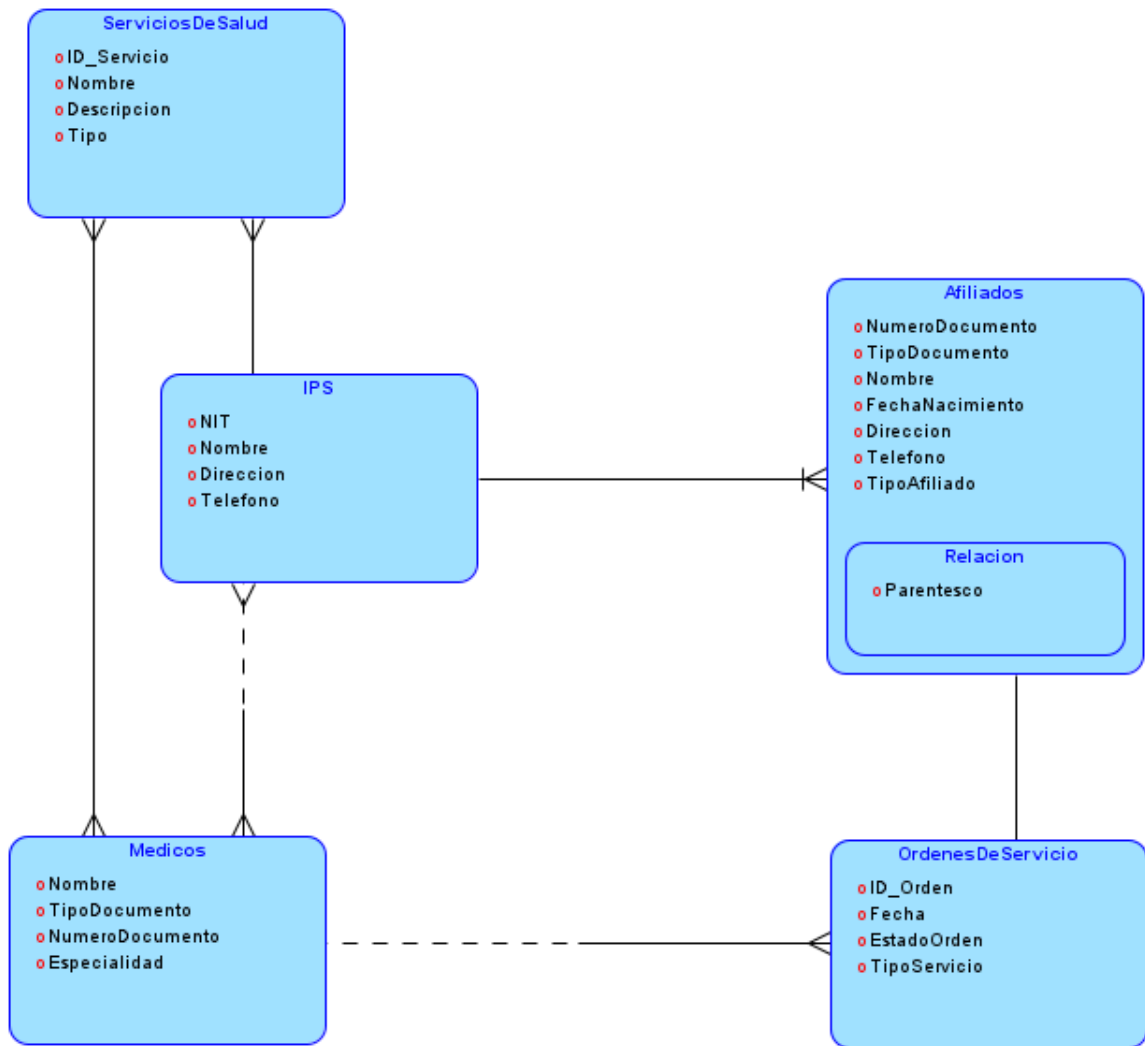 ServiciosDeSalud
ID_Servicio
Nombre
Descripcion
Tipo
Afiliados
NumeroDocumento
TipoDocumento
Nombre
FechaNacimiento
Direccion
Telefono
TipoAfiliado
Relacion
Parentesco
IPS
NIT
Nombre
Direccion
Telefono
Medicos
Nombre
TipoDocumento
NumeroDocumento
Especialidad
OrdenesDeServicio
ID_Orden
Fecha
EstadoOrden
TipoServicio